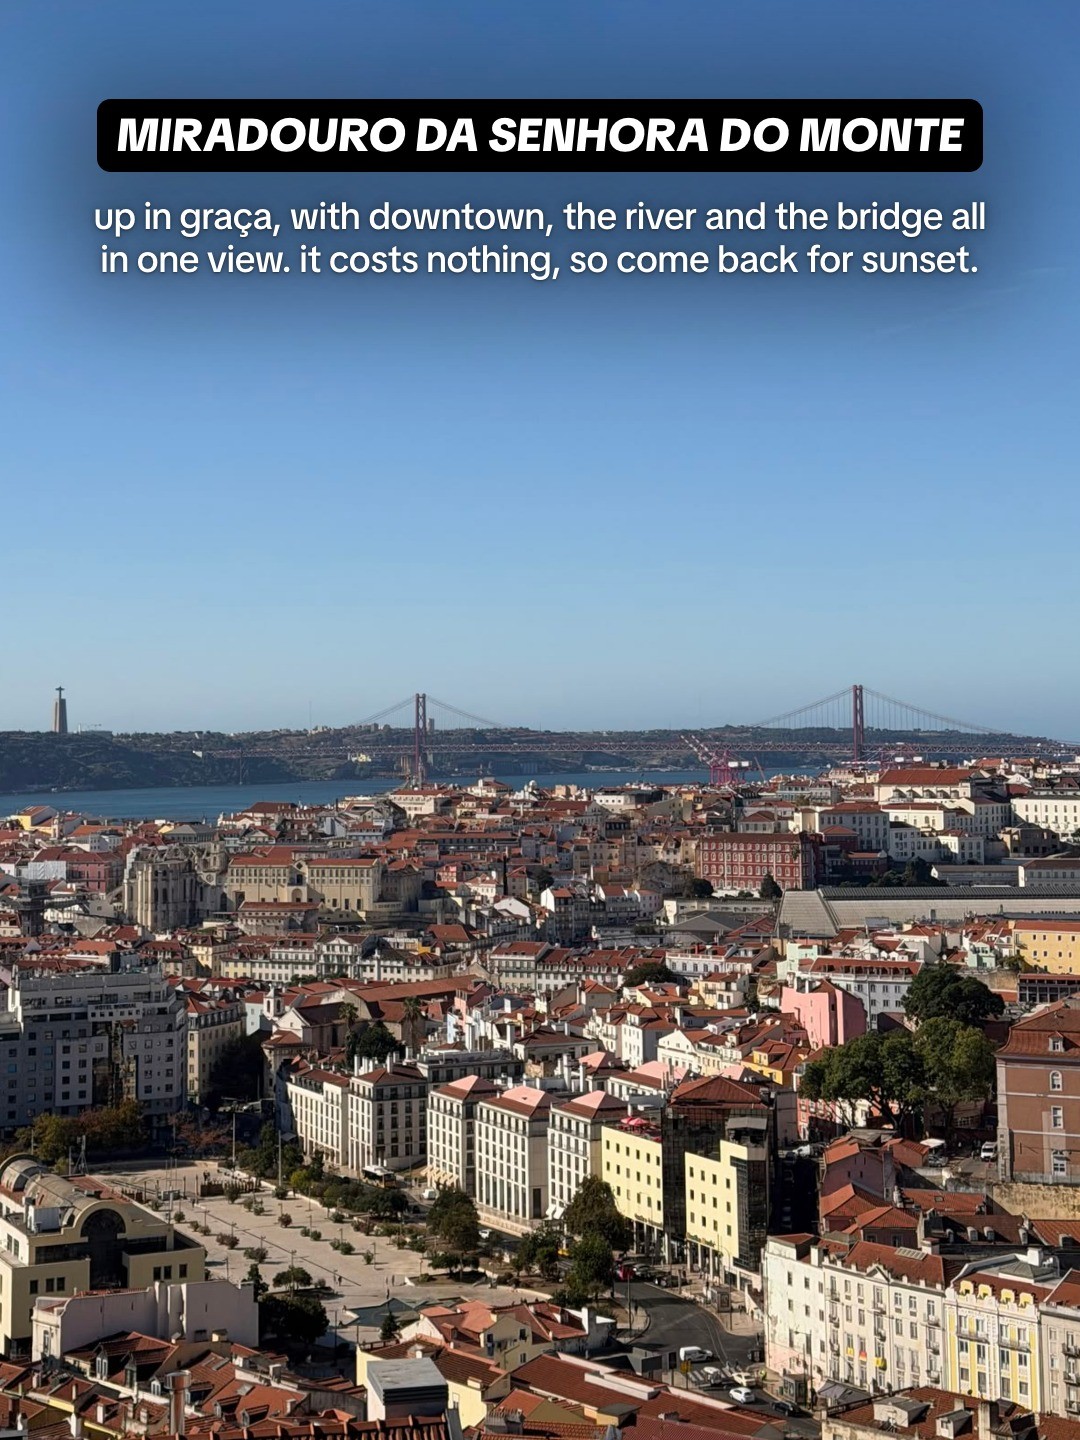 MIRADOURO DA SENHORA DO MONTE
up in graça, with downtown, the river and the bridge all
in one view. it costs nothing, so come back for sunset.